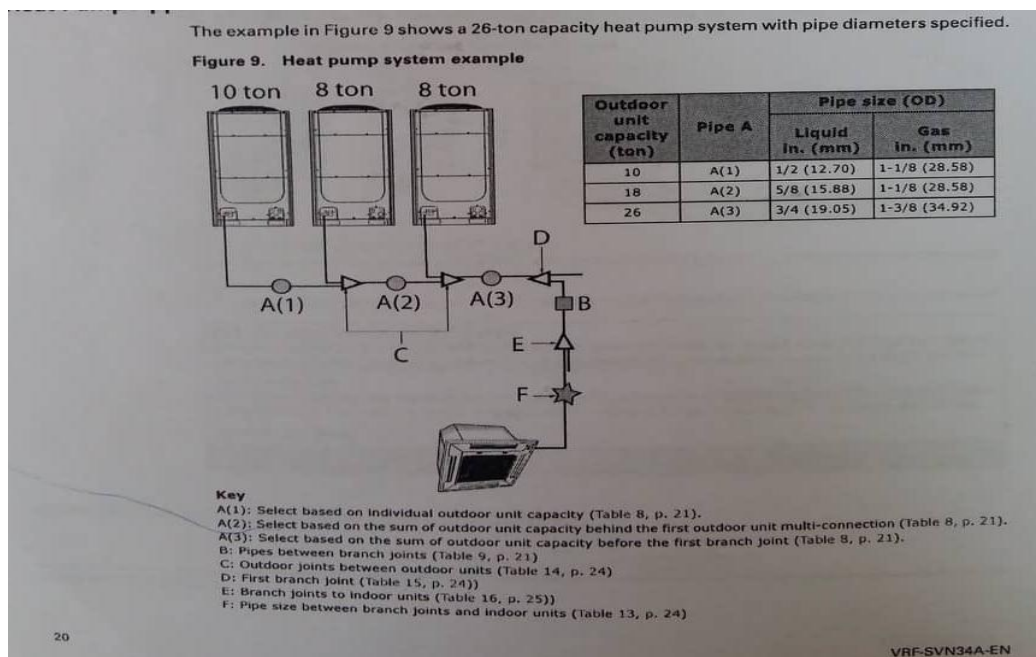 The example in Figure 9 shows a 26-ton capacity heat pump system with pipe diameters specified.
Figure 9. Heat pump system example
10 ton 8 ton 8 ton
Outdoor unit capacity (ton) Pipe A Pipe size (OD)
Liquid in. (mm) Gas in. (mm)
10 A(1) 1/2 (12.70) 1-1/8 (28.58)
18 A(2) 5/8 (15.88) 1-1/8 (28.58)
26 A(3) 3/4 (19.05) 1-3/8 (34.92)
D
A(1) A(2) A(3) B
C
E
F
Key
A(1): Select based on individual outdoor unit capacity (Table 8, p. 21).
A(2): Select based on the sum of outdoor unit capacity behind the first outdoor unit multi-connection (Table 8, p. 21).
A(3): Select based on the sum of outdoor unit capacity before the first branch joint (Table 8, p. 21).
B: Pipes between branch joints (Table 9, p. 21)
C: Outdoor joints between outdoor units (Table 14, p. 24)
D: First branch joint (Table 15, p. 24))
E: Branch joints to indoor units (Table 16, p. 25))
F: Pipe size between branch joints and indoor units (Table 13, p. 24)
20
VRF-SVN34A-EN